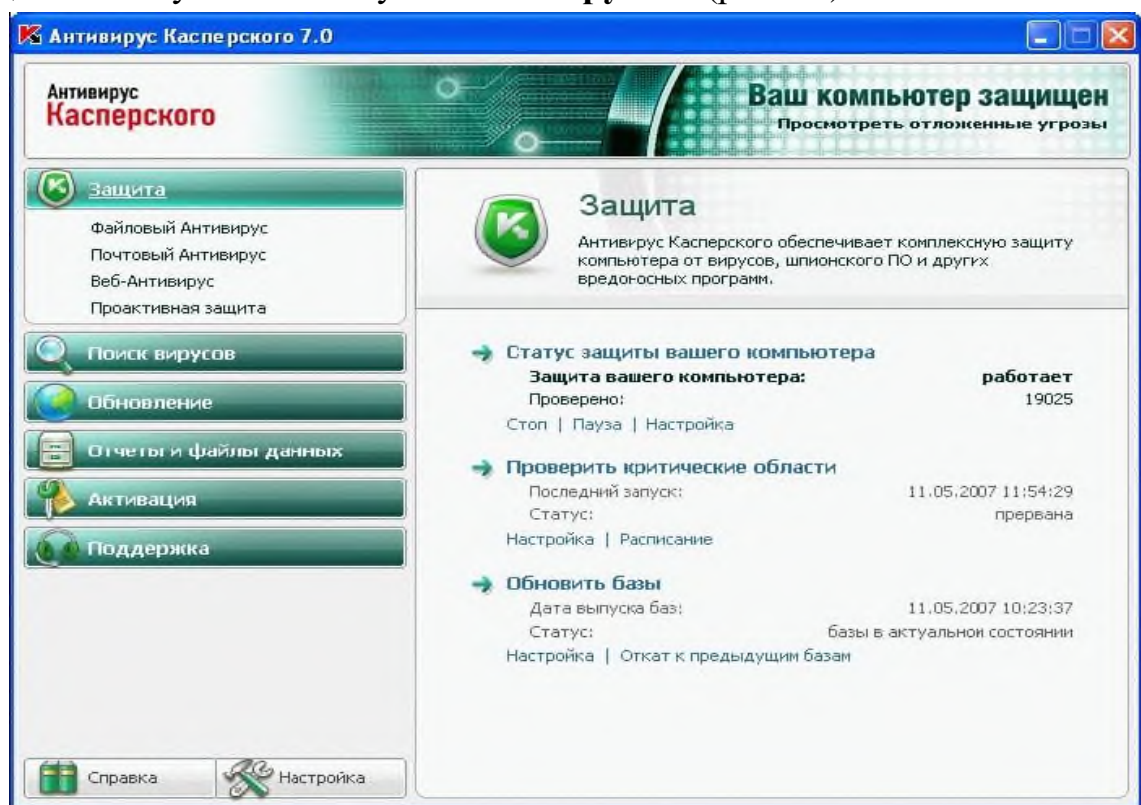 Антивирус Касперского 7.0
Антивирус
Касперского
Ваш компьютер защищен
Просмотреть отложенные угрозы
Защита
Файловый Антивирус
Почтовый Антивирус
Веб-Антивирус
Проактивная защита
Поиск вирусов
Обновление
Отчеты и файлы данных
Активация
Поддержка
Справка
Настройка
Защита
Антивирус Касперского обеспечивает комплексную защиту
компьютера от вирусов, шпионского ПО и других
вредоносных программ.
Статус защиты вашего компьютера
Защита вашего компьютера: работает
Проверено: 19025
Стоп | Пауза | Настройка
Проверить критические области
Последний запуск: 11.05.2007 11:54:29
Статус: прервана
Настройка | Расписание
Обновить базы
Дата выпуска баз: 11.05.2007 10:23:37
Статус: базы в актуальном состоянии
Настройка | Откат к предыдущим базам